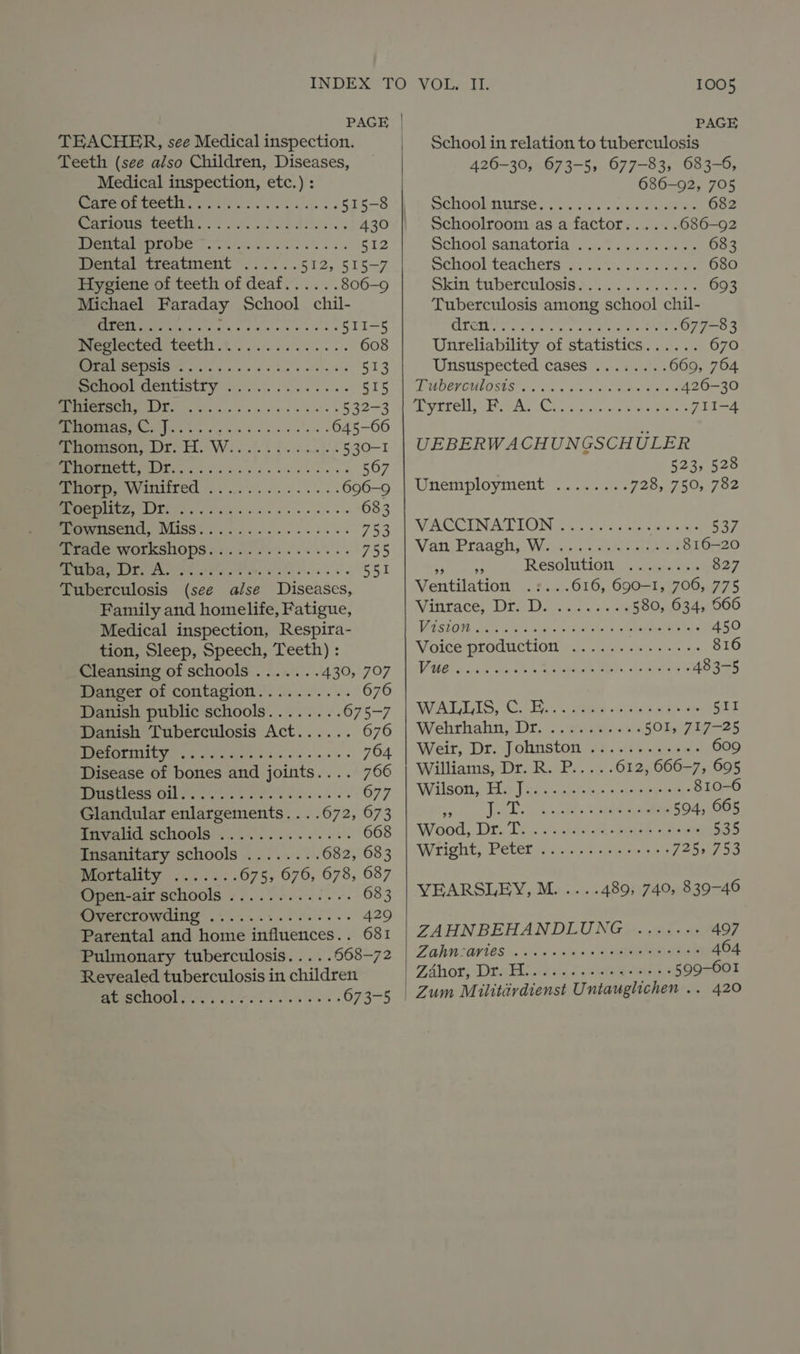 INDEX TO VOL. II. 1005
PAGE
TEACHER, see Medical inspection.
Teeth (see also Children, Diseases,
Medical inspection, etc.) :
Care of teeth................515-8
Carious teeth................ 430
Dental probe ................ 512
Dental treatment ......512, 515-7
Hygiene of teeth of deaf......806-9
Michael Faraday School chil-
dren......................511-5
Neglected teeth.............. 608
Oral sepsis .................. 513
School dentistry ............. 515
Thiersch, Dr. ..................532-3
Thomas, C. J...................645-66
Thomson, Dr. H. W.............530-1
Thornett, Dr................... 567
Thorp, Winifred ...............696-9
Toeplitz, Dr................... 683
Townsend, Miss................ 753
Trade workshops............... 755
Tuba, Dr. A................... 551
Tuberculosis (see alse Diseases,
Family and homelife, Fatigue,
Medical inspection, Respira-
tion, Sleep, Speech, Teeth) :
Cleansing of schools .......430, 707
Danger of contagion.......... 676
Danish public schools........675-7
Danish Tuberculosis Act...... 676
Deformity .................. 764
Disease of bones and joints.... 766
Dustless oil.................. 677
Glandular enlargements....672, 673
Invalid schools .............. 668
Insanitary schools ........682, 683
Mortality .......675, 676, 678, 687
Open-air schools ............. 683
Overcrowding ............... 429
Parental and home influences.. 681
Pulmonary tuberculosis.....668-72
Revealed tuberculosis in children
at school..................673-5
PAGE
School in relation to tuberculosis
426-30, 673-5, 677-83, 683-6,
686-92, 705
School nurse.................. 682
Schoolroom as a factor......686-92
School sanatoria ............. 683
School teachers .............. 680
Skin tuberculosis............. 693
Tuberculosis among school chil-
dren......................677-83
Unreliability of statistics...... 670
Unsuspected cases ........669, 764
Tuberculosis ...................426-30
Tyrrell, F. A. C................711-4
UEBERWACHUNGSCHÜLER
523, 528
Unemployment ........728, 750, 782
VACCINATION ............... 537
Van Praagh, W. ...............816-20
„ „ Resolution ........ 827
Ventilation .:...616, 690-1, 706, 775
Vintrace, Dr. D. ........580, 634, 566
Vision......................... 450
Voice production .............. 816
Vue ...........................483-5
WALLIS, C. E.................. 511
Wehrhahn, Dr. ...........501, 717-25
Weir, Dr. Johnston ............ 609
Williams, Dr. R. P.....612, 666-7, 695
Wilson, H. J...................810-6
„ J. T. ..................594, 665
Wood, Dr. T................... 535
Wright, Peter ...............725, 753
YEARSLEY, M. .....489, 740, 839-46
ZAHNBEHANDLUNG ....... 497
Zahn-aries .................... 464
Záhor, Dr. H..................599-601
Zum Militärdienst Untauglichen .. 420